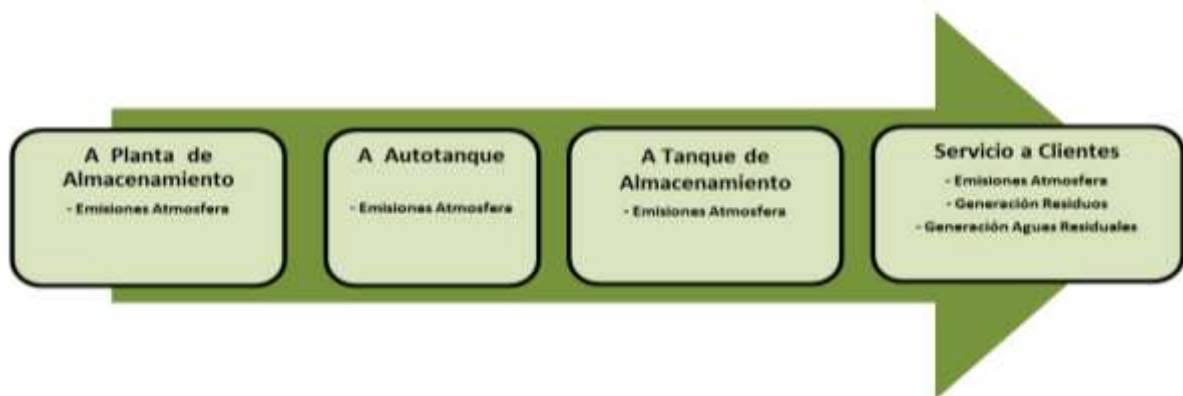 A Planta de
Almacenamiento
- Emisiones Atmosfera
A Autotanque
- Emisiones Atmosfera
A Tanque de
Almacenamiento
- Emisiones Atmosfera
Servicio a Clientes
- Emisiones Atmosfera
- Generación Residuos
- Generación Aguas Residuales